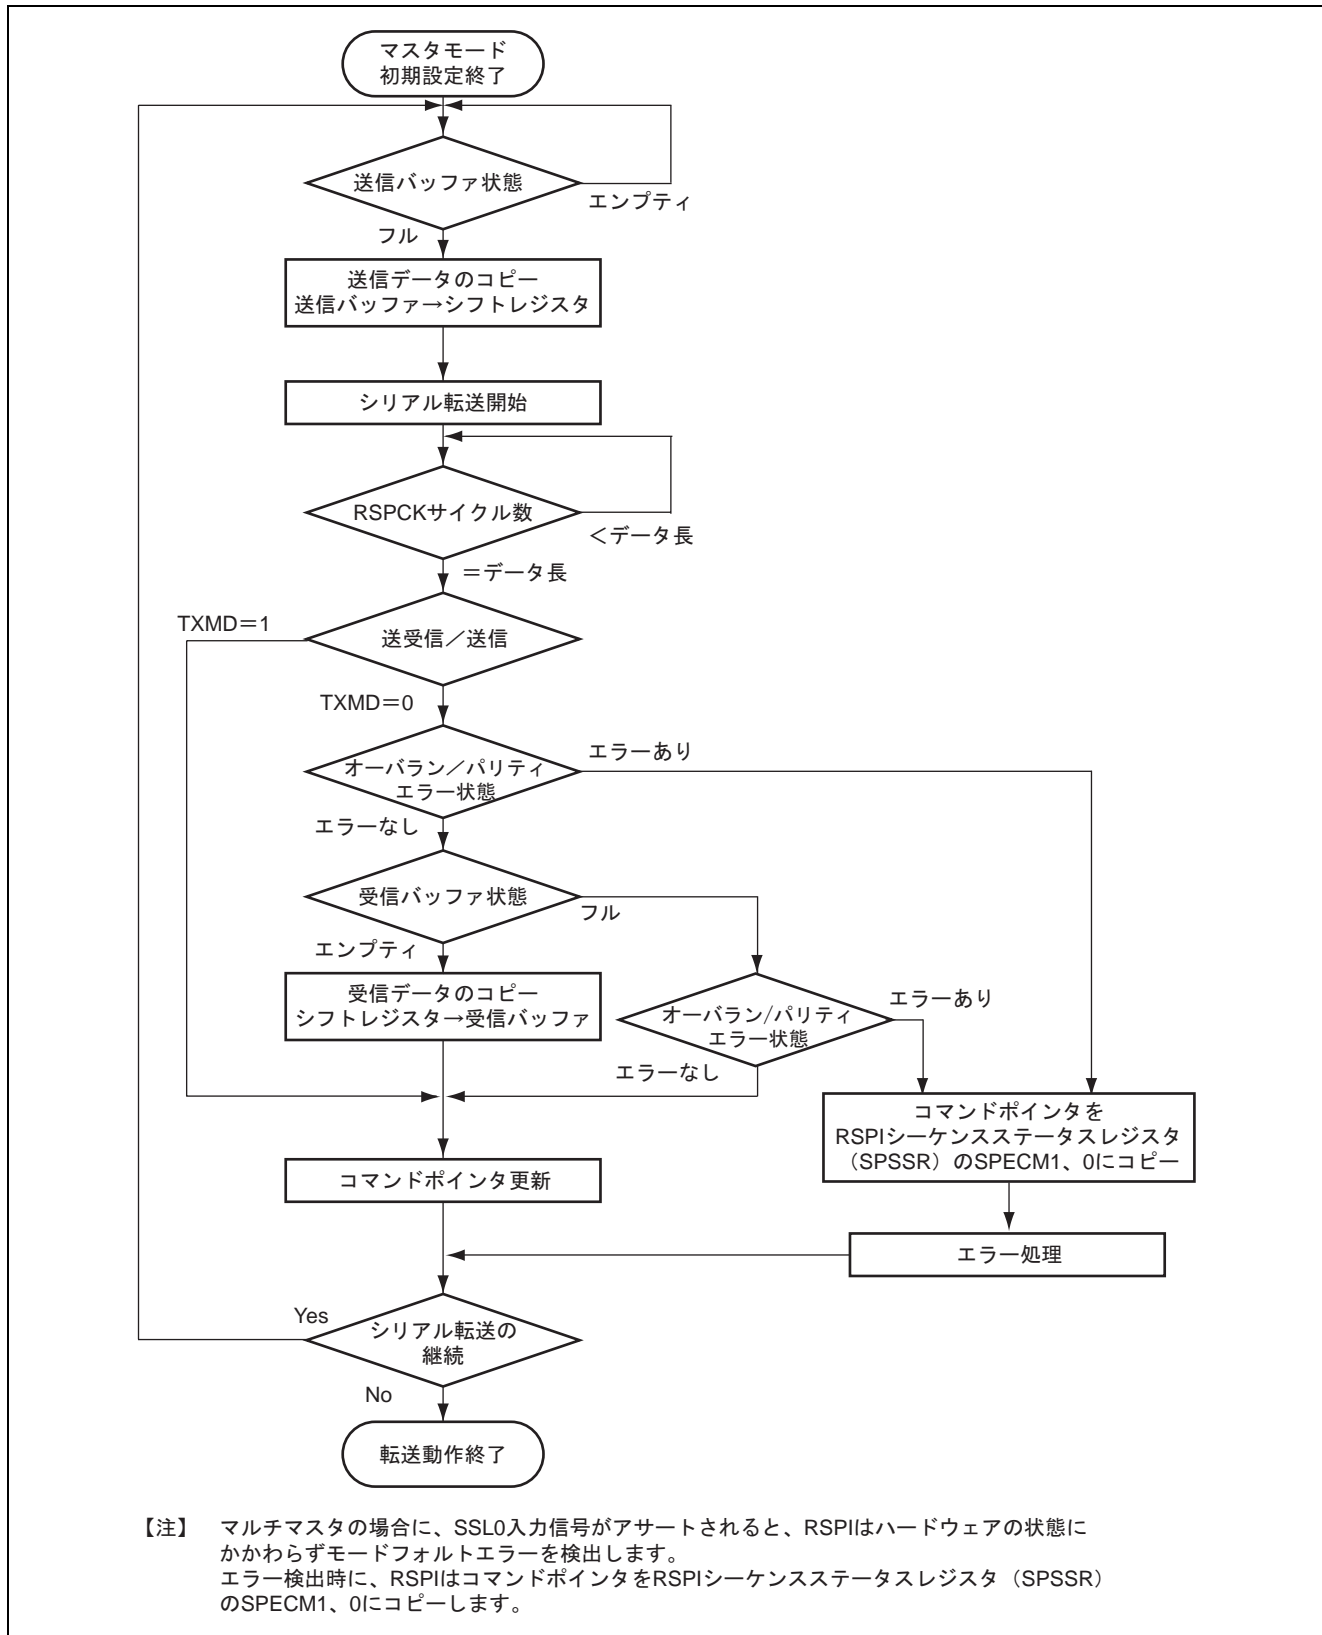 マスタモード
初期設定終了
送信バッファ状態
エンプティ
フル
送信データのコピー
送信バッファ→シフトレジスタ
シリアル転送開始
RSPCKサイクル数
＜データ長
＝データ長
TXMD＝1
送受信／送信
TXMD＝0
オーバラン／パリティ
エラー状態
エラーあり
エラーなし
受信バッファ状態
フル
エンプティ
受信データのコピー
シフトレジスタ→受信バッファ
オーバラン/パリティ
エラー状態
エラーあり
エラーなし
コマンドポインタを
RSPIシーケンスステータスレジスタ
（SPSSR）のSPECM1、0にコピー
コマンドポインタ更新
エラー処理
Yes
シリアル転送の
継続
No
転送動作終了
【注】 マルチマスタの場合に、SSL0入力信号がアサートされると、RSPIはハードウェアの状態に
かかわらずモードフォルトエラーを検出します。
エラー検出時に、RSPIはコマンドポインタをRSPIシーケンスステータスレジスタ（SPSSR）
のSPECM1、0にコピーします。